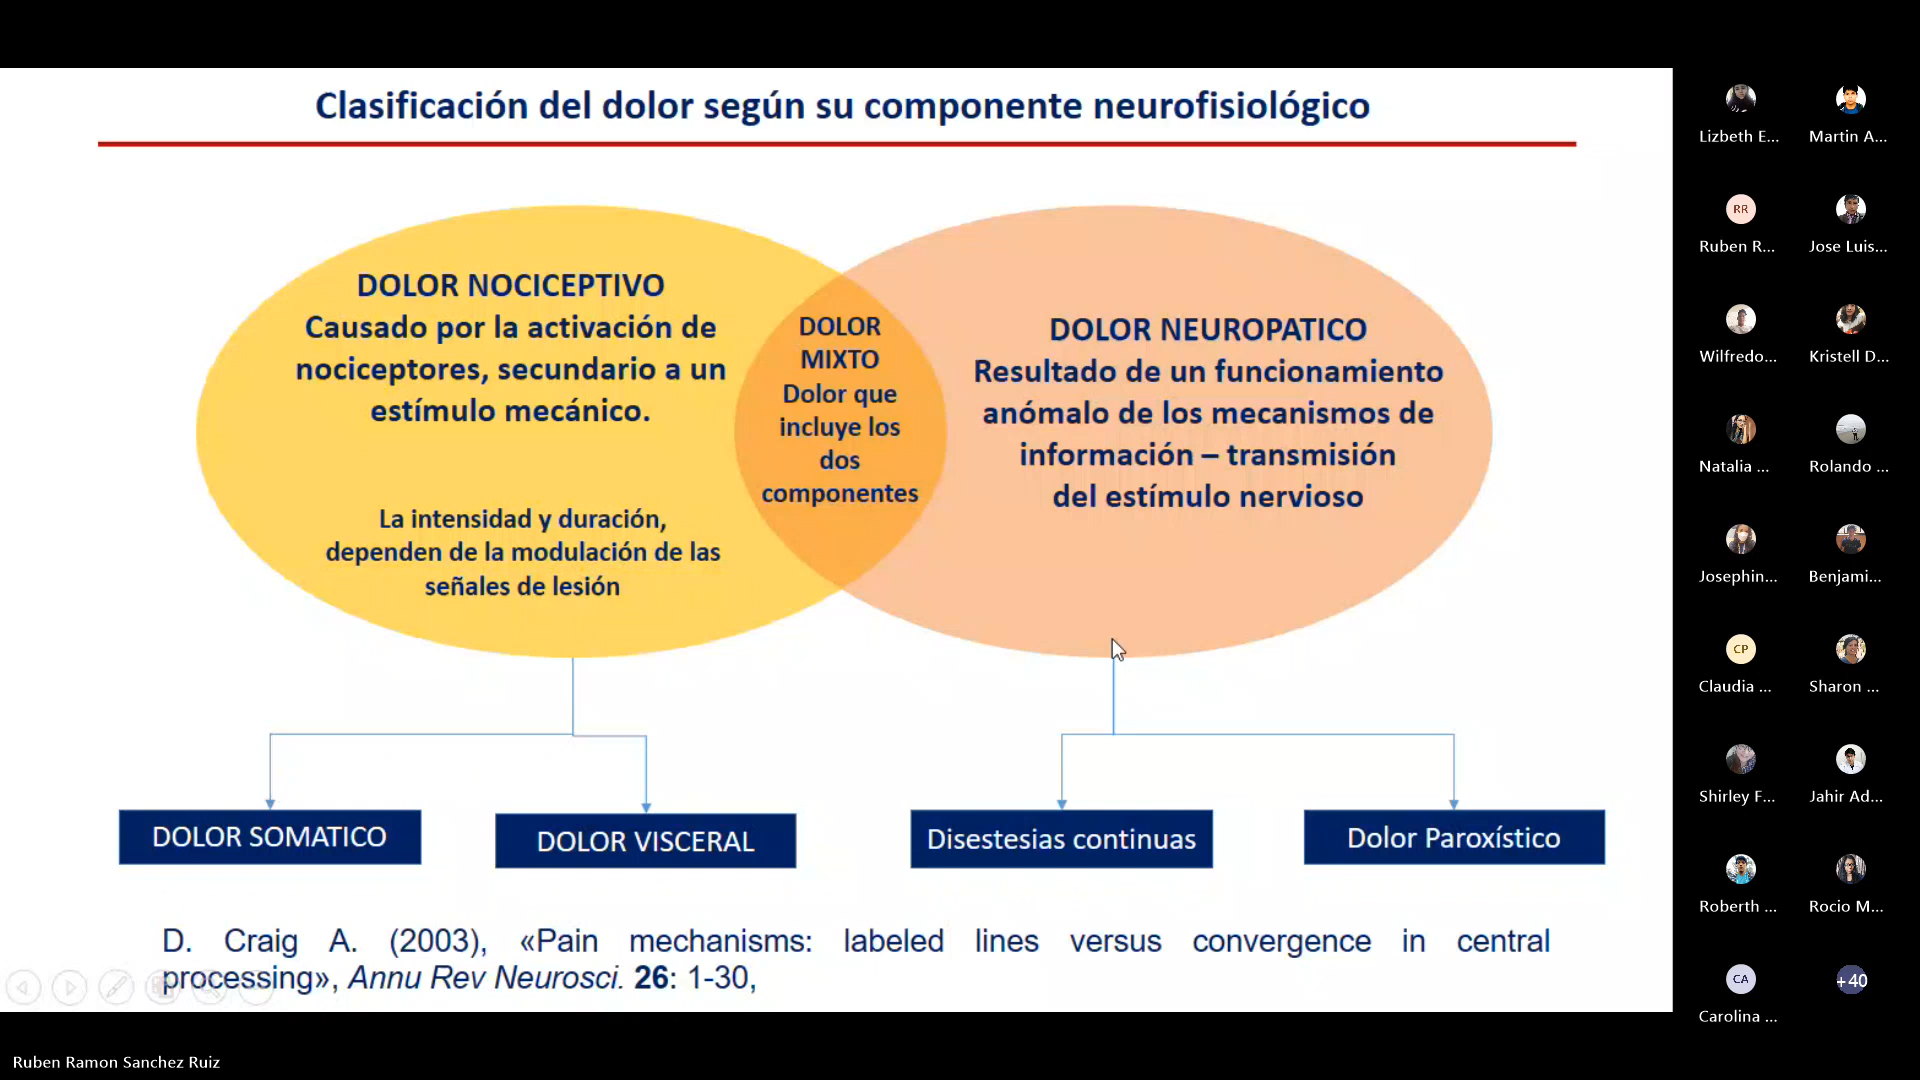 Clasificación del dolor según su componente neurofisiológico
DOLOR NOCICEPTIVO
Causado por la activación de
nociceptores, secundario a un
estímulo mecánico.
La intensidad y duración,
dependen de la modulación de las
señales de lesión
DOLOR
MIXTO
Dolor que
incluye los
dos
componentes
DOLOR NEUROPATICO
Resultado de un funcionamiento
anómalo de los mecanismos de
información – transmisión
del estímulo nervioso
DOLOR SOMATICO
DOLOR VISCERAL
Disestesias continuas
Dolor Paroxístico
D. Craig A. (2003), «Pain mechanisms: labeled lines versus convergence in central
processing», Annu Rev Neurosci. 26: 1-30,
Lizbeth E...
Martin A...
RR
Ruben R...
Jose Luis...
Wilfredo...
Kristell D...
Natalia ...
Rolando ...
Josephin...
Benjami...
CP
Claudia ...
Sharon ...
Shirley F...
Jahir Ad...
Roberth ...
Rocio M...
CA
Carolina ...
+40
Ruben Ramon Sanchez Ruiz